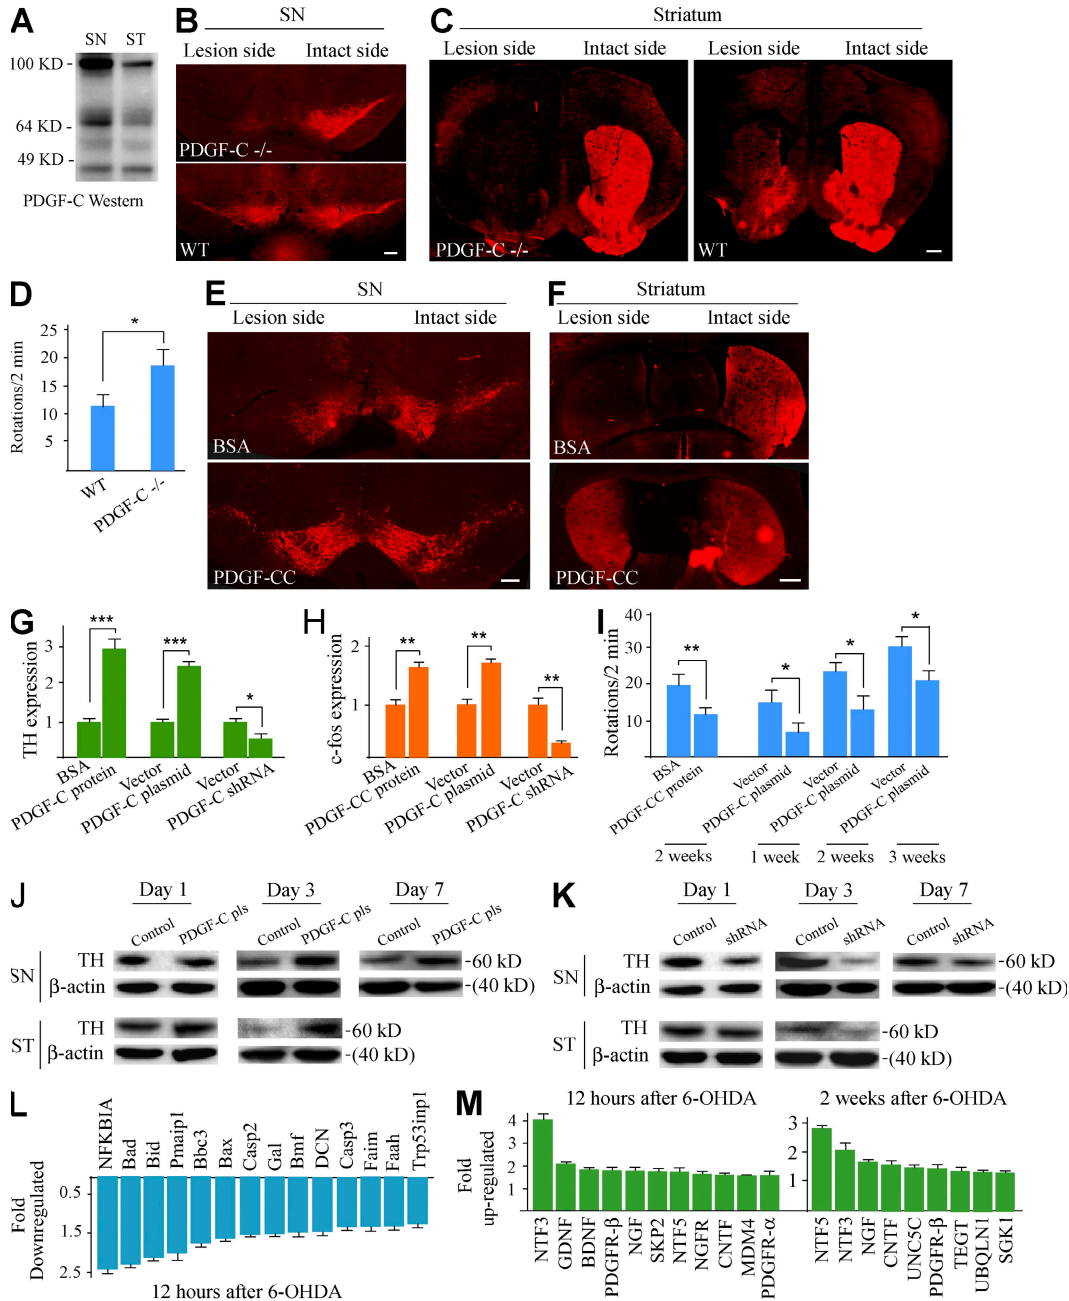 A
SN ST
100 KD -
64 KD -
49 KD -
PDGF-C Western
B
SN
Lesion side Intact side
PDGF-C -/-
WT
C
Striatum
Lesion side Intact side Lesion side Intact side
PDGF-C -/- WT
D
Rotations/2 min
25
20
15
10
5
*
WT
PDGF-C -/-
E
SN
Lesion side Intact side
BSA
PDGF-CC
F
Striatum
Lesion side Intact side
BSA
PDGF-CC
G
TH expression
3
2
1
*** *** *
BSA
PDGF-C protein
Vector
PDGF-C plasmid
Vector
PDGF-C shRNA
H
c-fos expression
2
1
** ** **
BSA
PDGF-CC protein
Vector
PDGF-C plasmid
Vector
PDGF-C shRNA
I
Rotations/2 min
40
30
20
10
** * * *
BSA
PDGF-CC protein
Vector
PDGF-C plasmid
Vector
PDGF-C plasmid
Vector
PDGF-C plasmid
2 weeks 1 week 2 weeks 3 weeks
J
Day 1 Day 3 Day 7
Control PDGF-C pls Control PDGF-C pls Control PDGF-C pls
SN
TH -60 kD
β-actin -(40 kD)
ST
TH -60 kD
β-actin -(40 kD)
K
Day 1 Day 3 Day 7
Control shRNA Control shRNA Control shRNA
SN
TH -60 kD
β-actin -(40 kD)
ST
TH -60 kD
β-actin -(40 kD)
L
NFKBIA
Bad
Bid
Pmaip1
Bbc3
Bax
Casp2
Gal
Bmf
DCN
Casp3
Faim
Faah
Trp53inp1
Fold
Downregulated
0.5
1.5
2.5
12 hours after 6-OHDA
M
12 hours after 6-OHDA
Fold
up-regulated
4
3
2
1
NTF3
GDNF
BDNF
PDGFR-β
NGF
SKP2
NTF5
NGFR
CNTF
MDM4
PDGFR-α
2 weeks after 6-OHDA
3
2
1
NTF5
NTF3
NGF
CNTF
UNC5C
PDGFR-β
TEGT
UBQLN1
SGK1